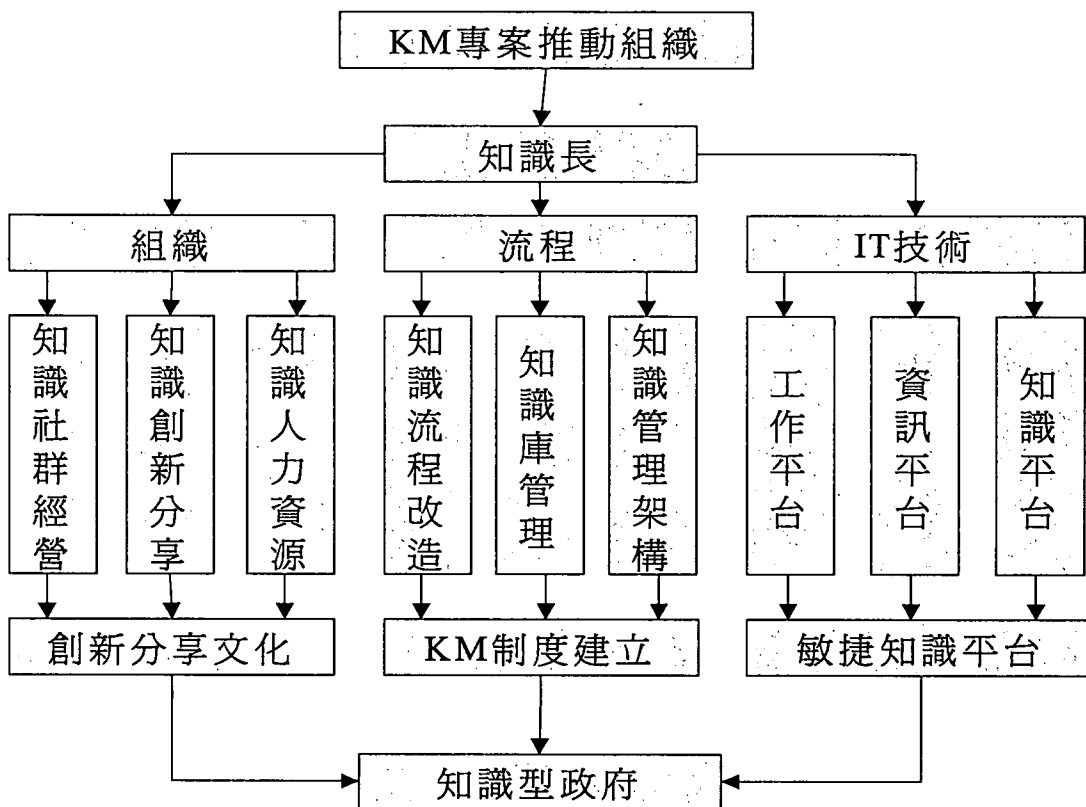 KM專案推動組織
知識長
組織
流程
IT技術
知識社群經營
知識創新分享
知識人力資源
知識流程改造
知識庫管理
知識管理架構
工作平台
資訊平台
知識平台
創新分享文化
KM制度建立
敏捷知識平台
知識型政府